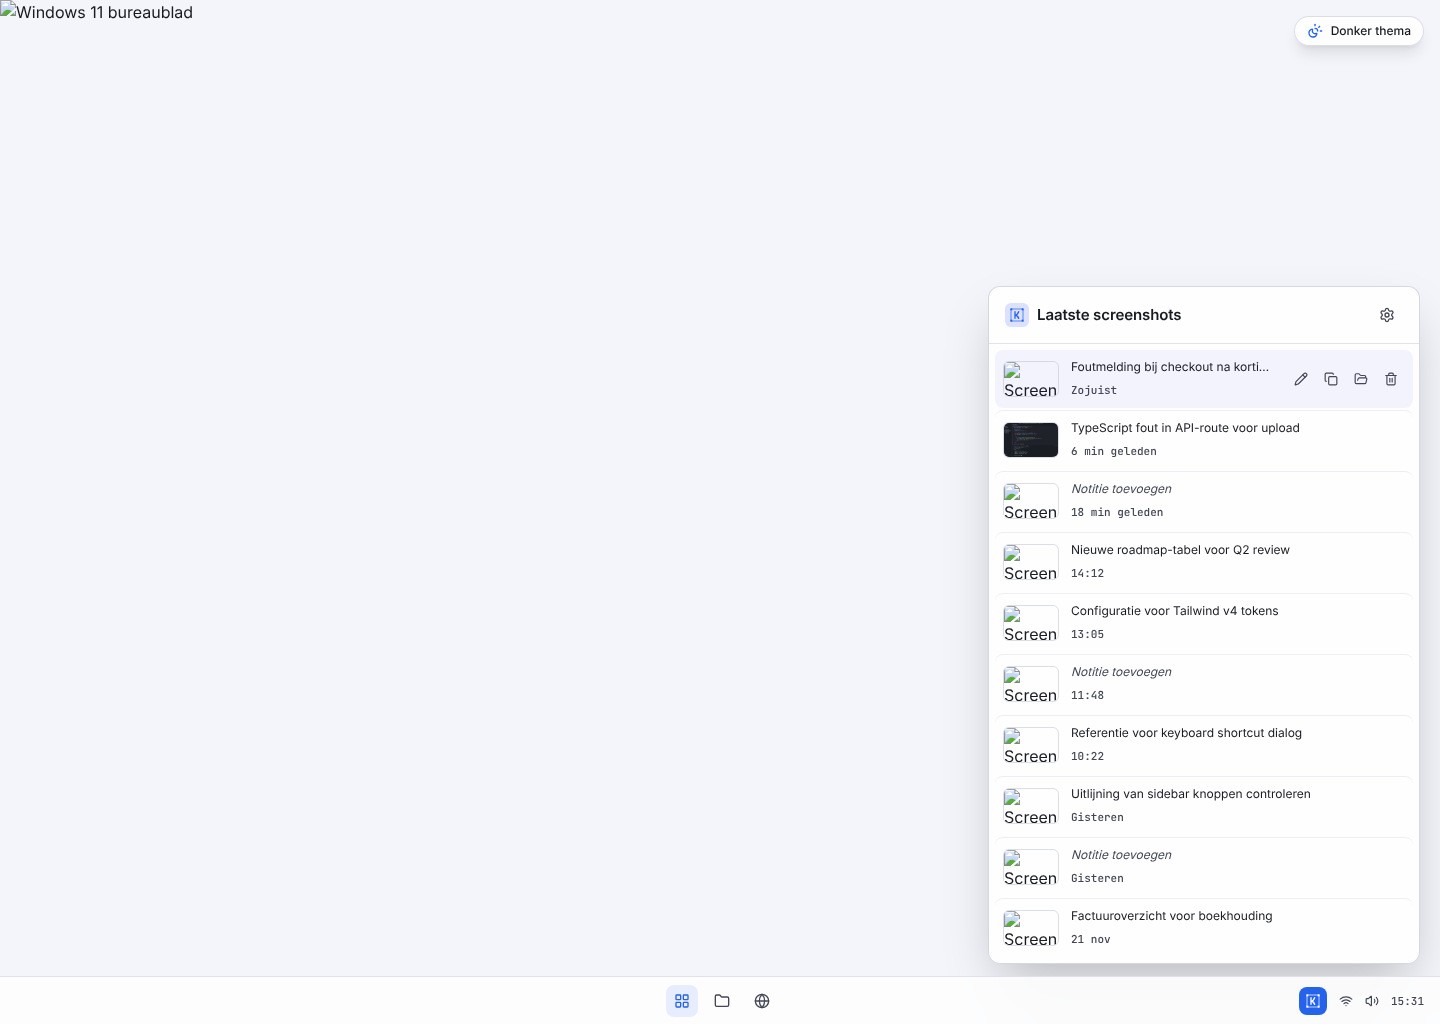 Windows 11 bureaublad
Donker thema
K
Laatste screenshots
Screen
Foutmelding bij checkout na korti...
Zojuist
TypeScript fout in API-route voor upload
6 min geleden
Screen
Notitie toevoegen
18 min geleden
Screen
Nieuwe roadmap-tabel voor Q2 review
14:12
Screen
Configuratie voor Tailwind v4 tokens
13:05
Screen
Notitie toevoegen
11:48
Screen
Referentie voor keyboard shortcut dialog
10:22
Screen
Uitlijning van sidebar knoppen controleren
Gisteren
Screen
Notitie toevoegen
Gisteren
Screen
Factuuroverzicht voor boekhouding
21 nov
K
15:31